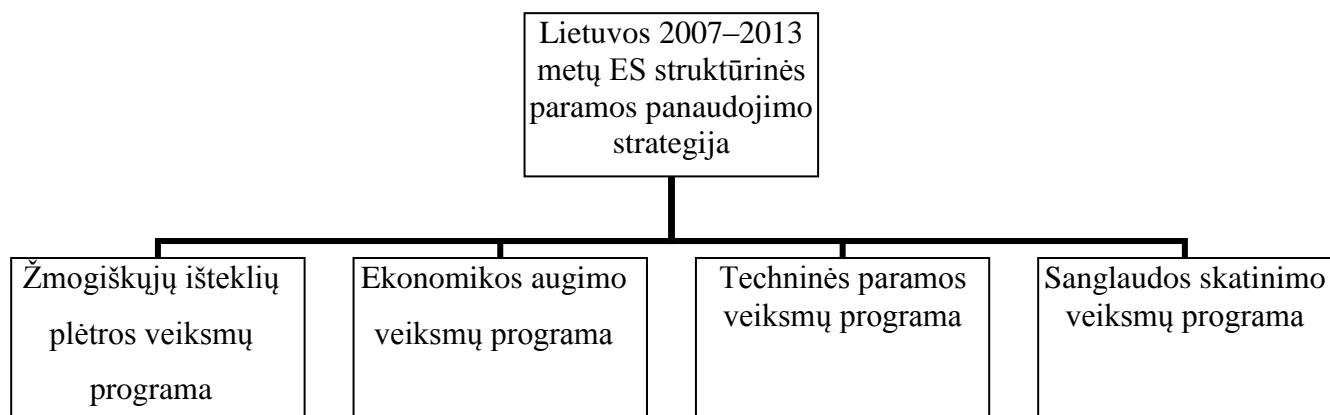 Lietuvos 2007–2013
metų ES struktūrinės
paramos panaudojimo
strategija
Žmogiškųjų išteklių
plėtros veiksmų
programa
Ekonomikos augimo
veiksmų programa
Techninės paramos
veiksmų programa
Sanglaudos skatinimo
veiksmų programa